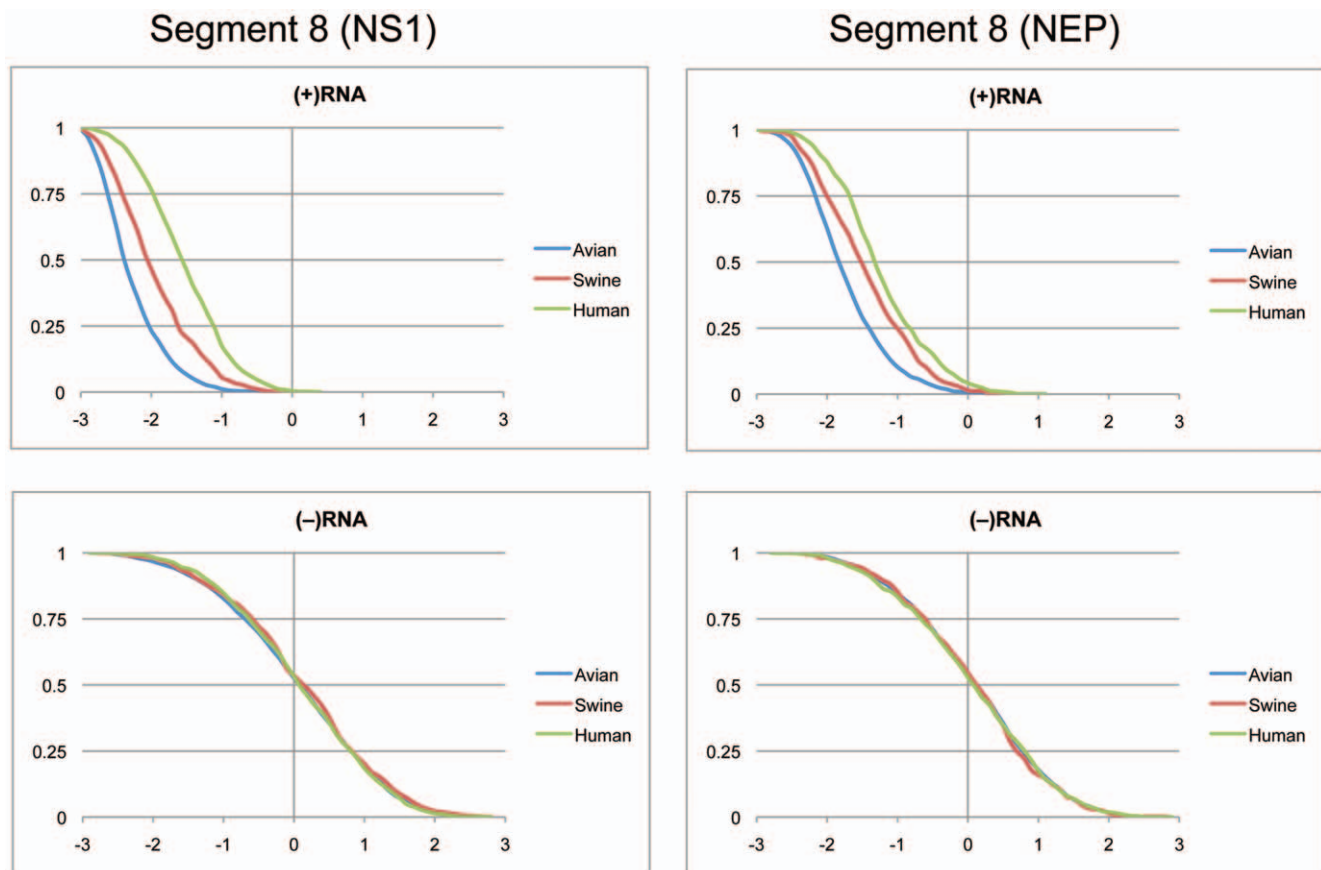 Segment 8 (NS1)
Segment 8 (NEP)
(+)RNA
1
0.75
0.5
0.25
0
-3 -2 -1 0 1 2 3
Avian
Swine
Human
(+)RNA
1
0.75
0.5
0.25
0
-3 -2 -1 0 1 2 3
Avian
Swine
Human
(–)RNA
1
0.75
0.5
0.25
0
-3 -2 -1 0 1 2 3
Avian
Swine
Human
(–)RNA
1
0.75
0.5
0.25
0
-3 -2 -1 0 1 2 3
Avian
Swine
Human